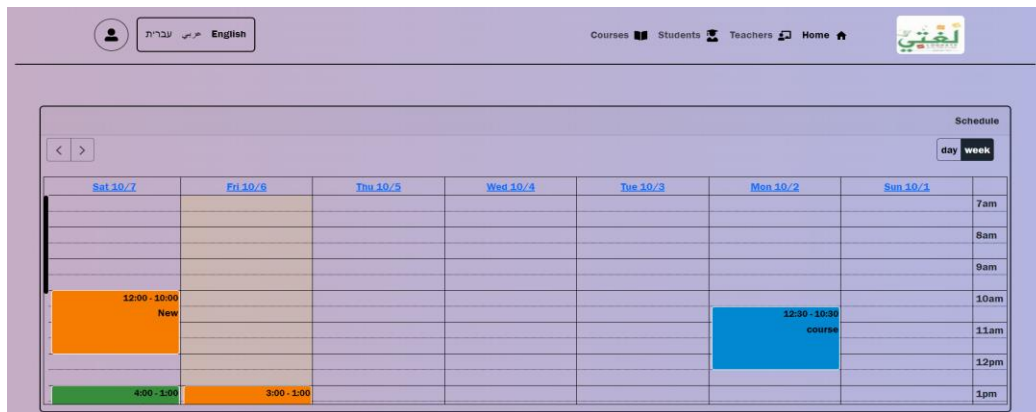 עברית عربي English
Courses Students Teachers Home
لغتي
Schedule
day week
Sat 10/7 Fri 10/6 Thu 10/5 Wed 10/4 Tue 10/3 Mon 10/2 Sun 10/1
7am
8am
9am
12:00 - 10:00
New
10am
12:30 - 10:30
course
11am
12pm
4:00 - 1:00
3:00 - 1:00
1pm